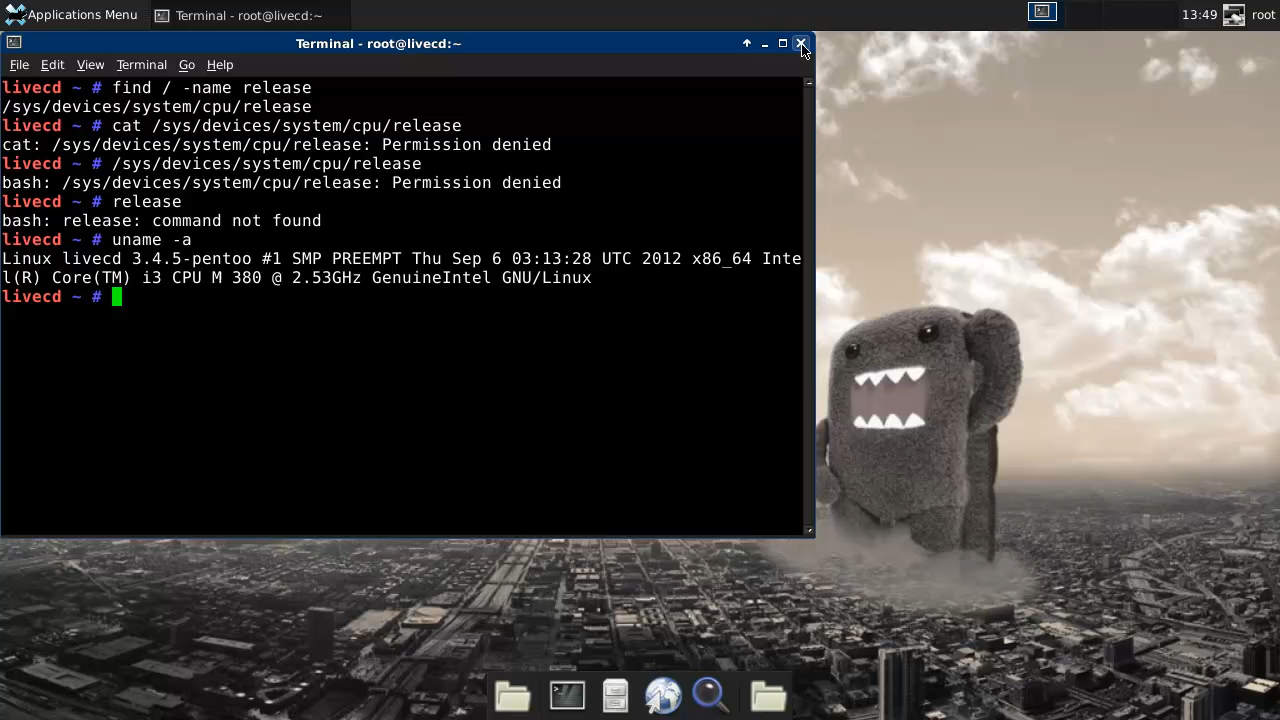 Applications Menu
Terminal - root@livecd:~
13:49
root
Terminal - root@livecd:~
File Edit View Terminal Go Help
livecd ~ # find / -name release
/sys/devices/system/cpu/release
livecd ~ # cat /sys/devices/system/cpu/release
cat: /sys/devices/system/cpu/release: Permission denied
livecd ~ # /sys/devices/system/cpu/release
bash: /sys/devices/system/cpu/release: Permission denied
livecd ~ # release
bash: release: command not found
livecd ~ # uname -a
Linux livecd 3.4.5-pentoo #1 SMP PREEMPT Thu Sep 6 03:13:28 UTC 2012 x86_64 Inte
l(R) Core(TM) i3 CPU M 380 @ 2.53GHz GenuineIntel GNU/Linux
livecd ~ #